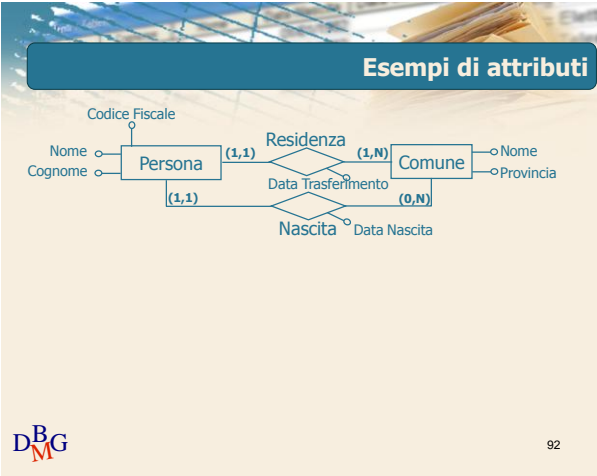 Esempi di attributi
Codice Fiscale
Nome
Cognome
Persona
(1,1)
Residenza
(1,N)
Comune
Nome
Provincia
Data Trasferimento
(1,1)
(0,N)
Nascita
Data Nascita
DBMG
92